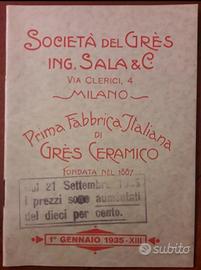 SOCIETÀ DEL GRÈS
ING. SALA & C
VIA CLERICI, 4
MILANO
Prima Fabbrica Italiana
DI
GRÈS CERAMICO
FONDATA NEL 1887
21 Settembre
i prezzi sono aumentati
del dieci per cento.
1° GENNAIO 1935-XIII
subito